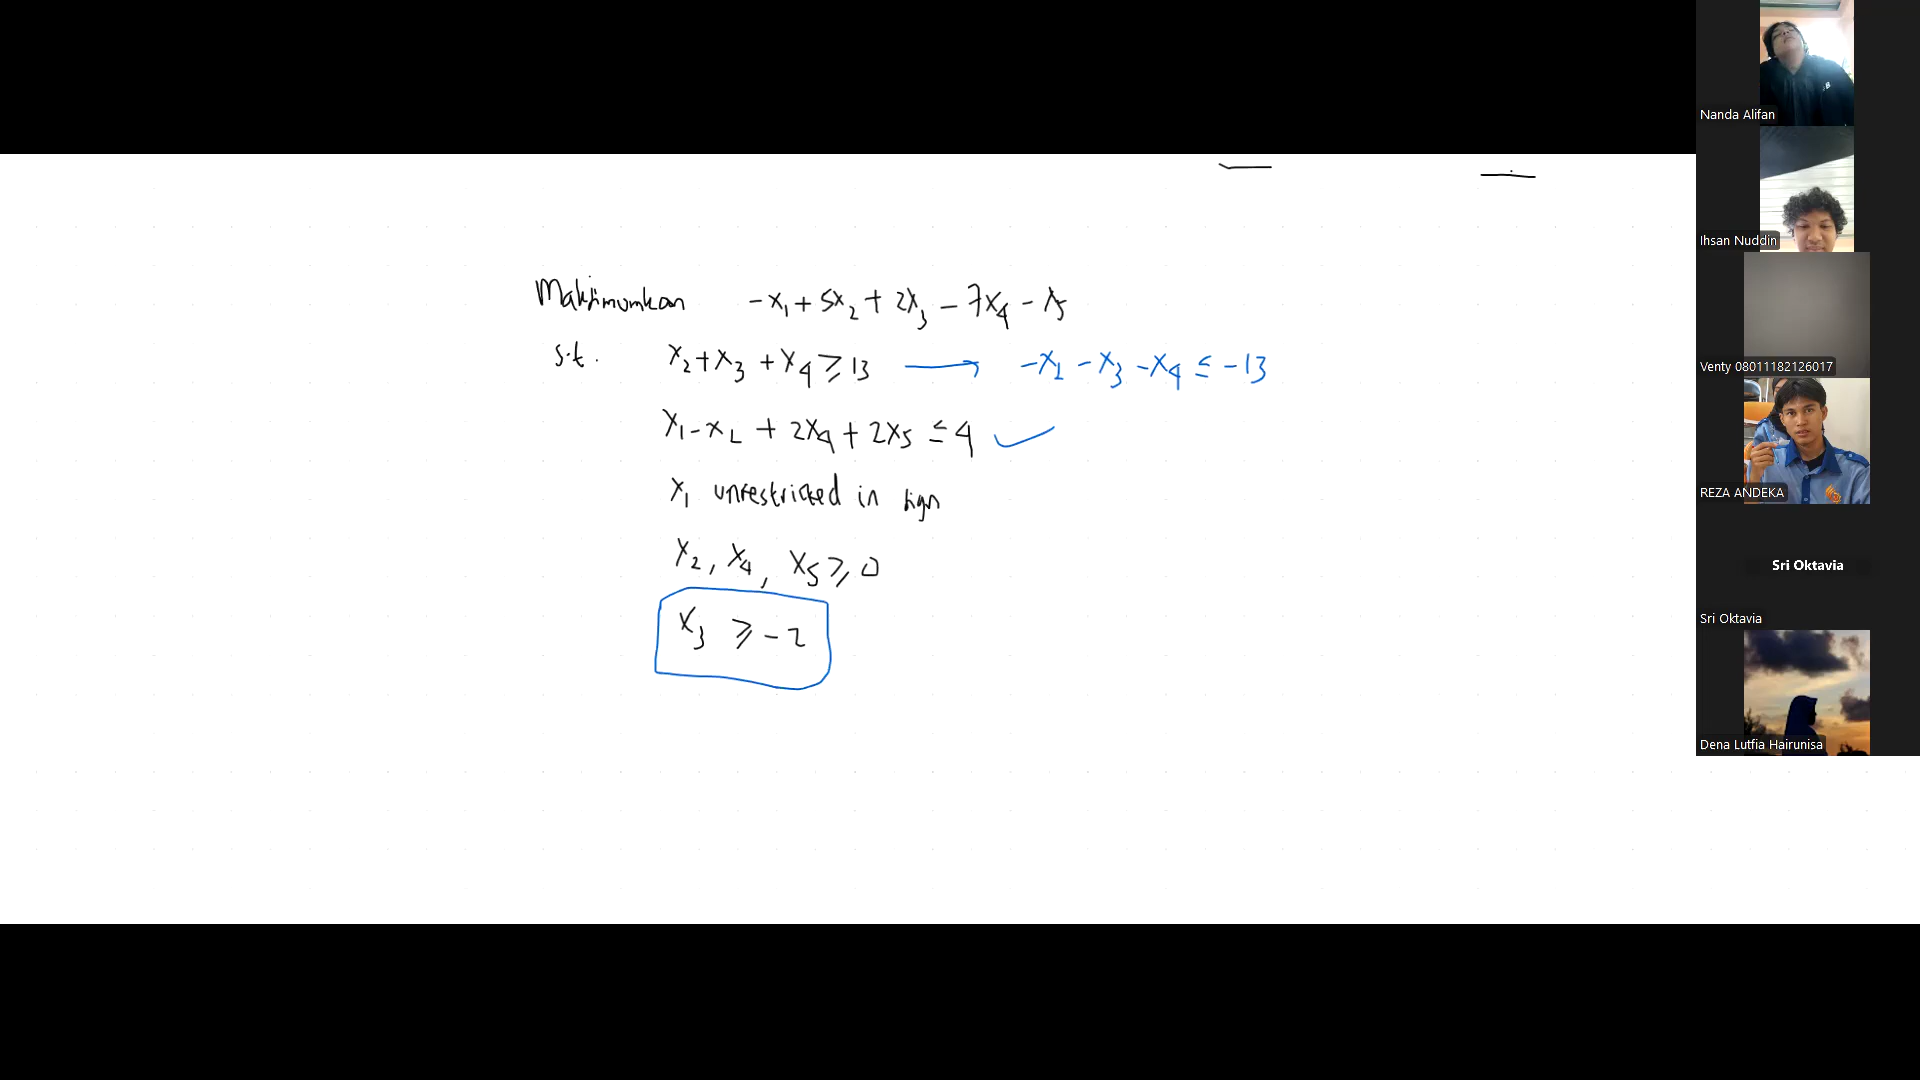 Maksimumkan -x₁ + 5x₂ + 2x₃ - 7x₄ - x₅
s.t. x₂ + x₃ + x₄ ≥ 13 → -x₂ - x₃ - x₄ ≤ -13
x₁ - x₂ + 2x₄ + 2x₅ ≤ 4 ✓
x₁ unrestricted in sign
x₂, x₄, x₅ ≥ 0
x₃ ≥ -2
Nanda Alifan
Ihsan Nuddin
Venty 08011182126017
REZA ANDEKA
Sri Oktavia
Sri Oktavia
Dena Lutfia Hairunisa